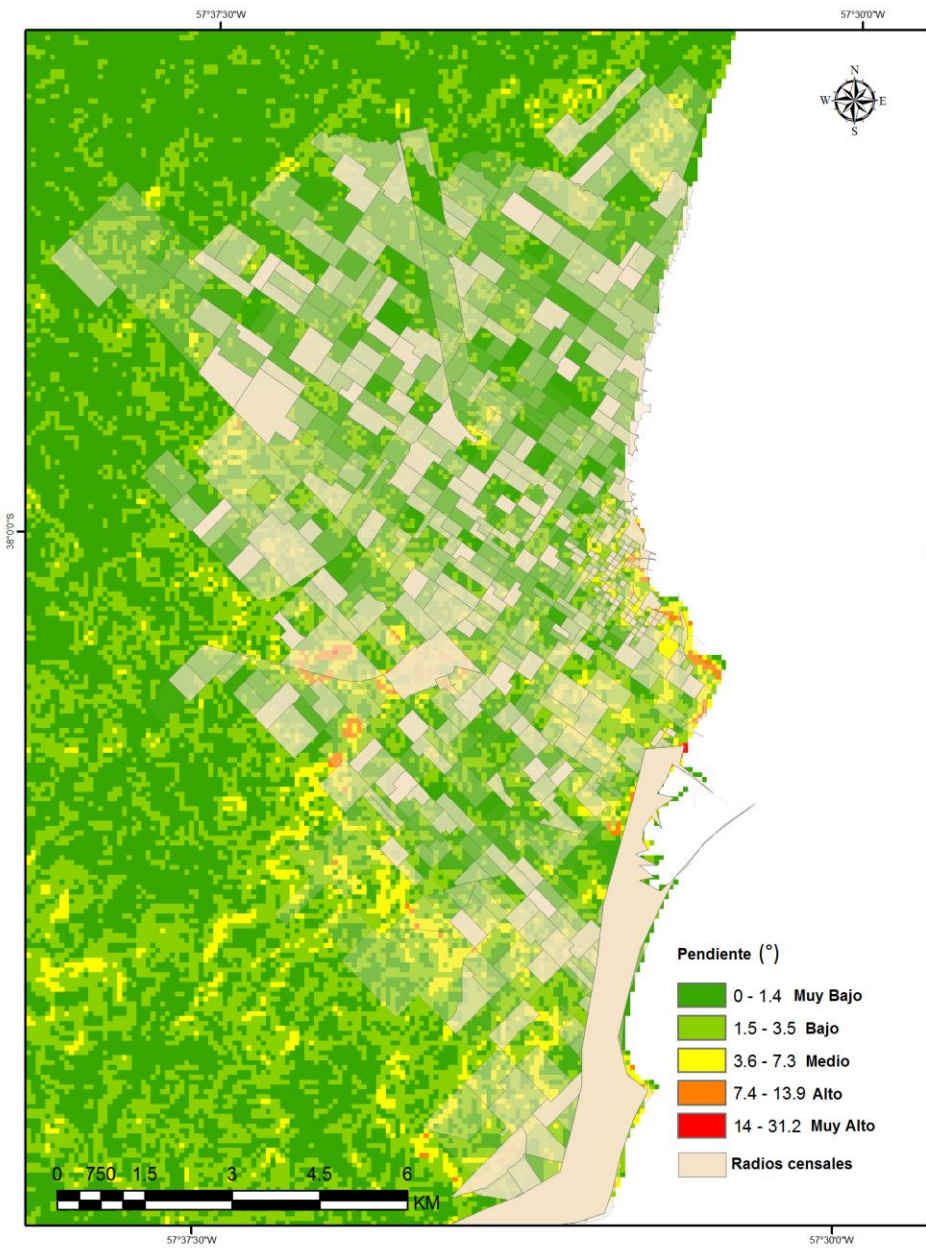 57°37'30"W
57°30'0"W
N
W
E
S
38°0'0"S
Pendiente (°)
0 - 1.4 Muy Bajo
1.5 - 3.5 Bajo
3.6 - 7.3 Medio
7.4 - 13.9 Alto
14 - 31.2 Muy Alto
Radios censales
0 750 1.5 3 4.5 6
KM
57°37'30"W
57°30'0"W